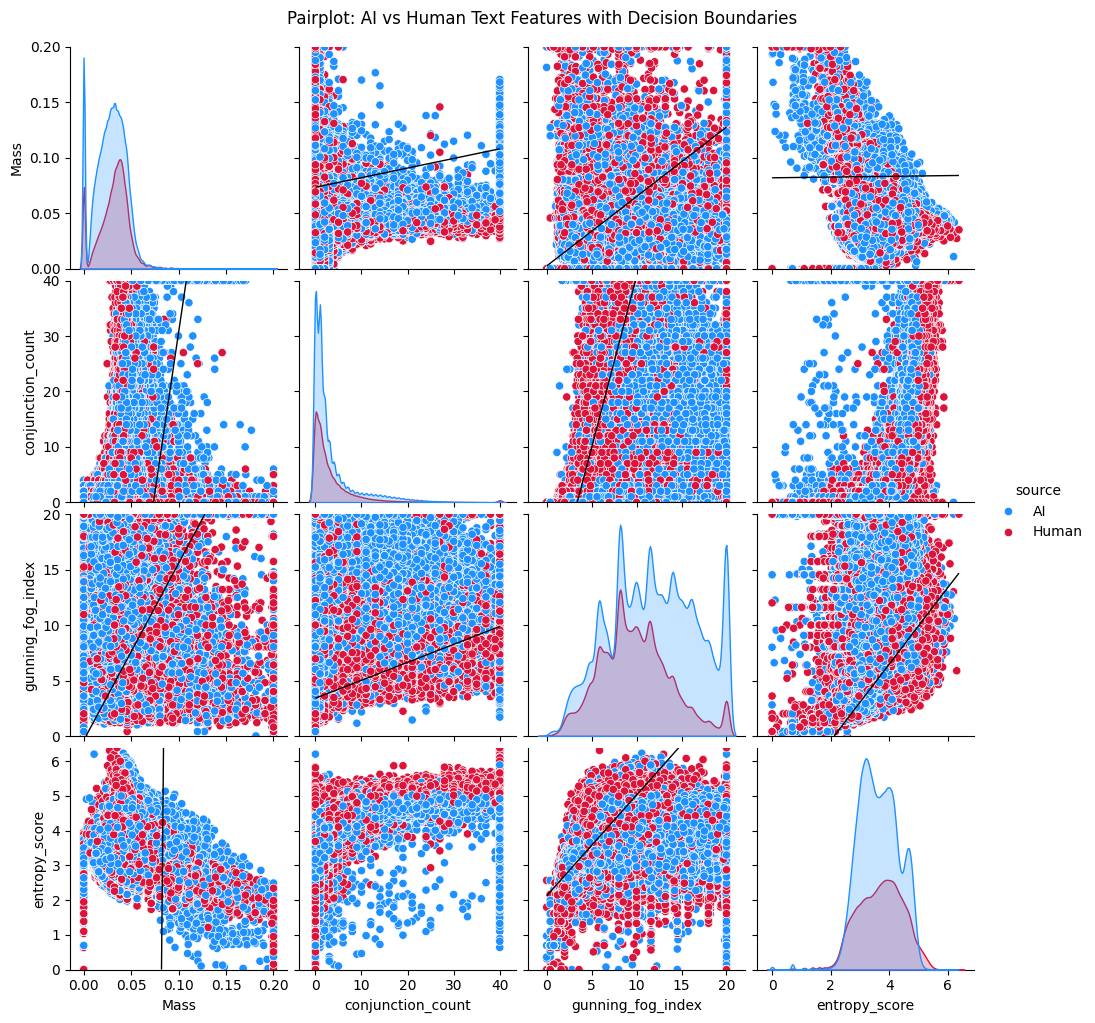 Pairplot: AI vs Human Text Features with Decision Boundaries
0.20
0.15
0.10
0.05
0.00
Mass
40
30
20
10
0
conjunction_count
source
AI
Human
20
15
10
5
0
gunning_fog_index
6
5
4
3
2
1
0
entropy_score
0.00 0.05 0.10 0.15 0.20
Mass
0 10 20 30 40
conjunction_count
0 5 10 15 20
gunning_fog_index
0 2 4 6
entropy_score